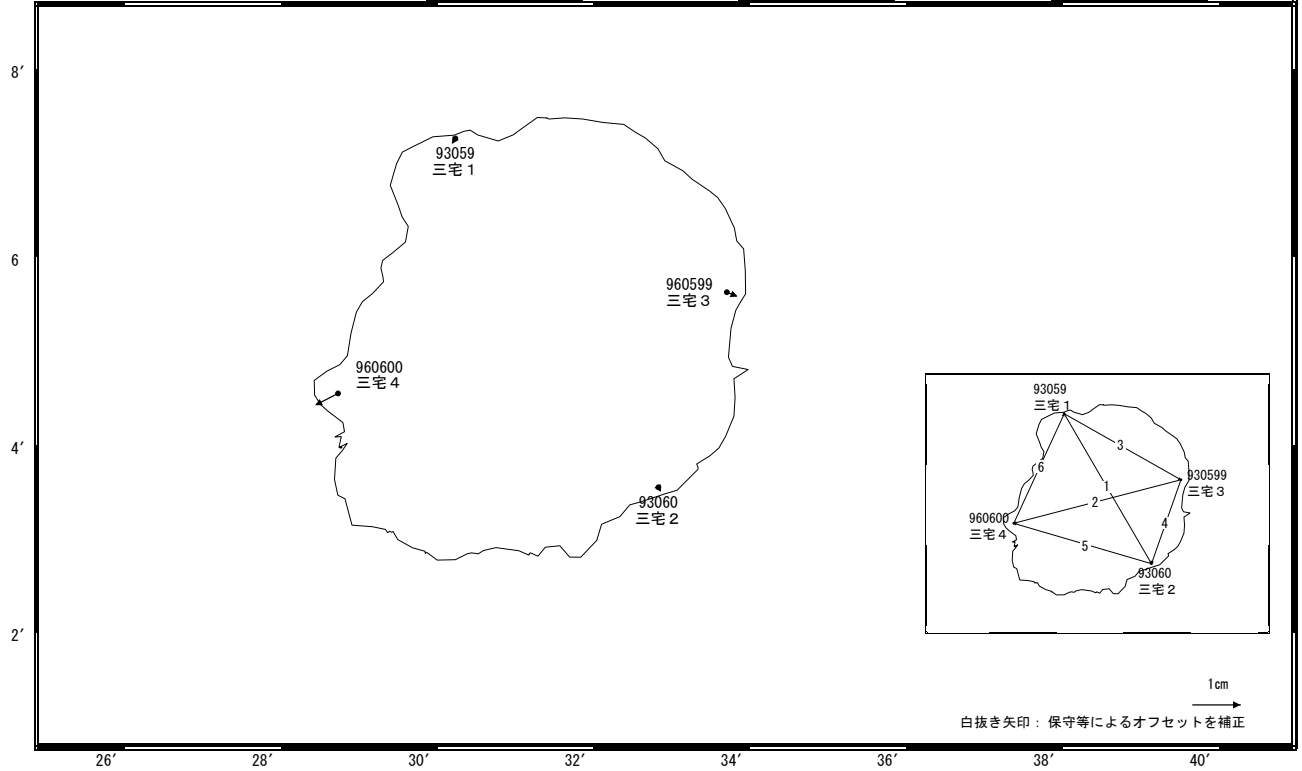 8′
6
4′
2′
93059
三宅１
960599
三宅３
960600
三宅４
93060
三宅２
93059
三宅１
930599
三宅３
960600
三宅４
93060
三宅２
3
6
1
2
4
5
1cm
白抜き矢印： 保守等によるオフセットを補正
26′ 28′ 30′ 32′ 34′ 36′ 38′ 40′